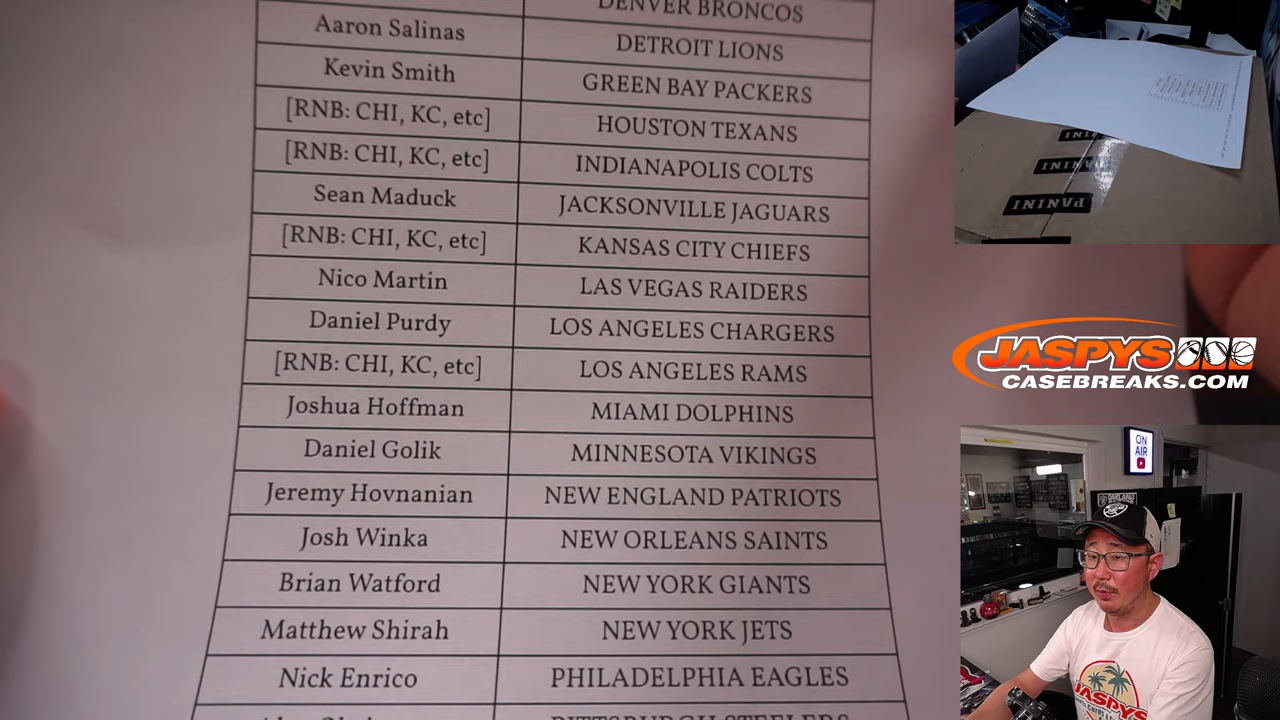 DENVER BRONCOS
Aaron Salinas DETROIT LIONS
Kevin Smith GREEN BAY PACKERS
[RNB: CHI, KC, etc] HOUSTON TEXANS
[RNB: CHI, KC, etc] INDIANAPOLIS COLTS
Sean Maduck JACKSONVILLE JAGUARS
[RNB: CHI, KC, etc] KANSAS CITY CHIEFS
Nico Martin LAS VEGAS RAIDERS
Daniel Purdy LOS ANGELES CHARGERS
[RNB: CHI, KC, etc] LOS ANGELES RAMS
Joshua Hoffman MIAMI DOLPHINS
Daniel Golik MINNESOTA VIKINGS
Jeremy Hovnanian NEW ENGLAND PATRIOTS
Josh Winka NEW ORLEANS SAINTS
Brian Watford NEW YORK GIANTS
Matthew Shirah NEW YORK JETS
Nick Enrico PHILADELPHIA EAGLES
PITTSBURGH STEELERS
PANINI
PANINI
PANINI
JASPYS
CASEBREAKS.COM
ON
AIR
OAKLAND
JASPYS